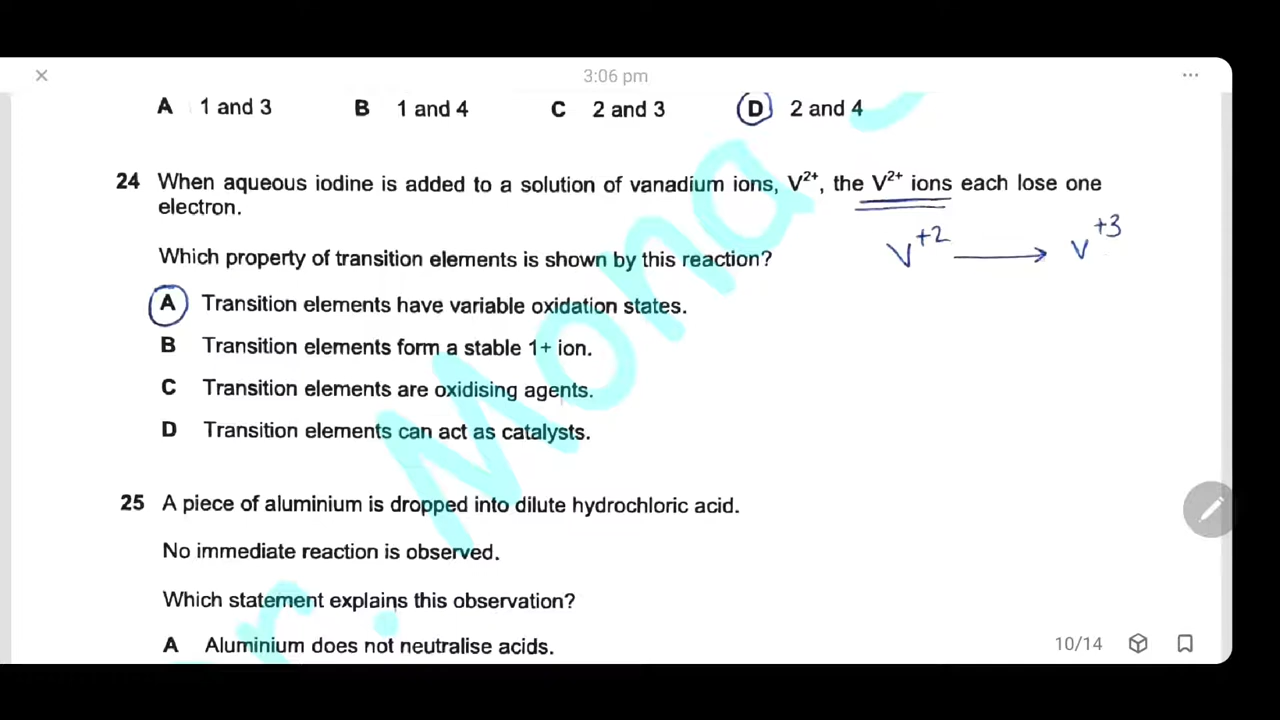 3:06 pm
A 1 and 3 B 1 and 4 C 2 and 3 D 2 and 4
24 When aqueous iodine is added to a solution of vanadium ions, V²⁺, the V²⁺ ions each lose one
electron.
V⁺² ⟶ V⁺³
Which property of transition elements is shown by this reaction?
A Transition elements have variable oxidation states.
B Transition elements form a stable 1+ ion.
C Transition elements are oxidising agents.
D Transition elements can act as catalysts.
25 A piece of aluminium is dropped into dilute hydrochloric acid.
No immediate reaction is observed.
Which statement explains this observation?
A Aluminium does not neutralise acids.
10/14
Mona